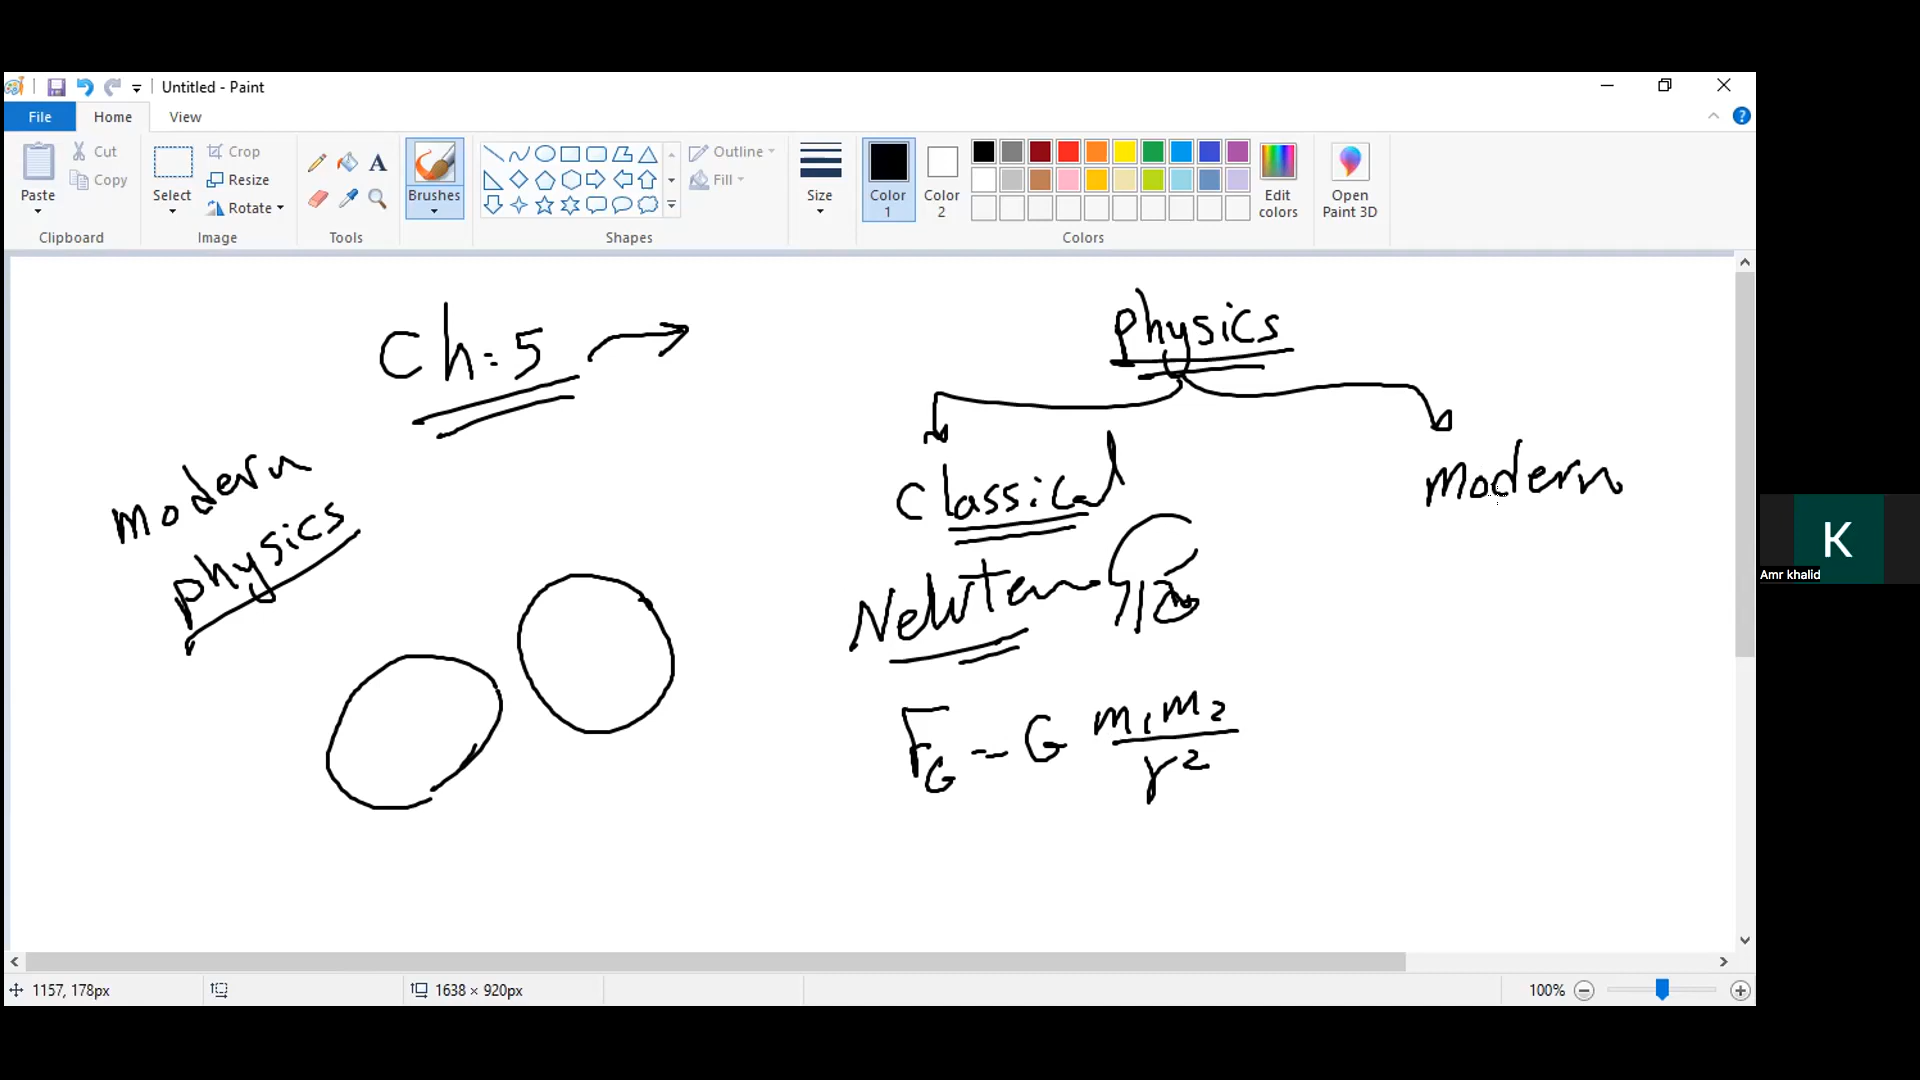 Untitled - Paint
File Home View
Paste
Cut
Copy
Clipboard
Select
Crop
Resize
Rotate
Image
Tools
Brushes
Shapes
Outline
Fill
Size
Color 1
Color 2
Edit colors
Colors
Open Paint 3D
Ch:5
Physics
Classical
Modern
modern
physics
Newten
F_G = G m₁m₂
r²
Amr khalid
K
1157, 178px
1638 × 920px
100%